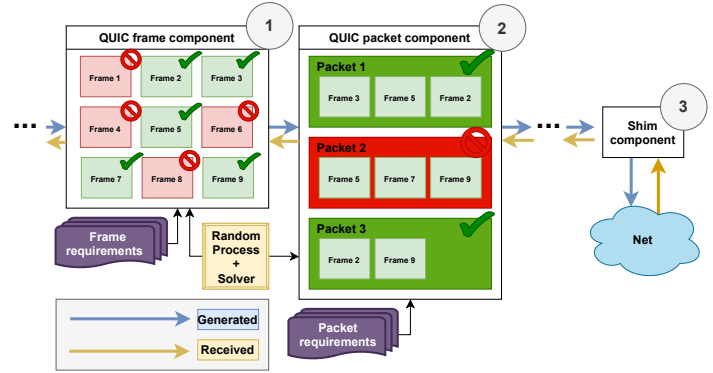 QUIC frame component
1
Frame 1
Frame 2
Frame 3
Frame 4
Frame 5
Frame 6
Frame 7
Frame 8
Frame 9
...
Frame
requirements
Random
Process
+
Solver
QUIC packet component
2
Packet 1
Frame 3
Frame 5
Frame 2
Packet 2
Frame 5
Frame 7
Frame 9
Packet 3
Frame 2
Frame 9
Packet
requirements
...
3
Shim
component
Net
Generated
Received